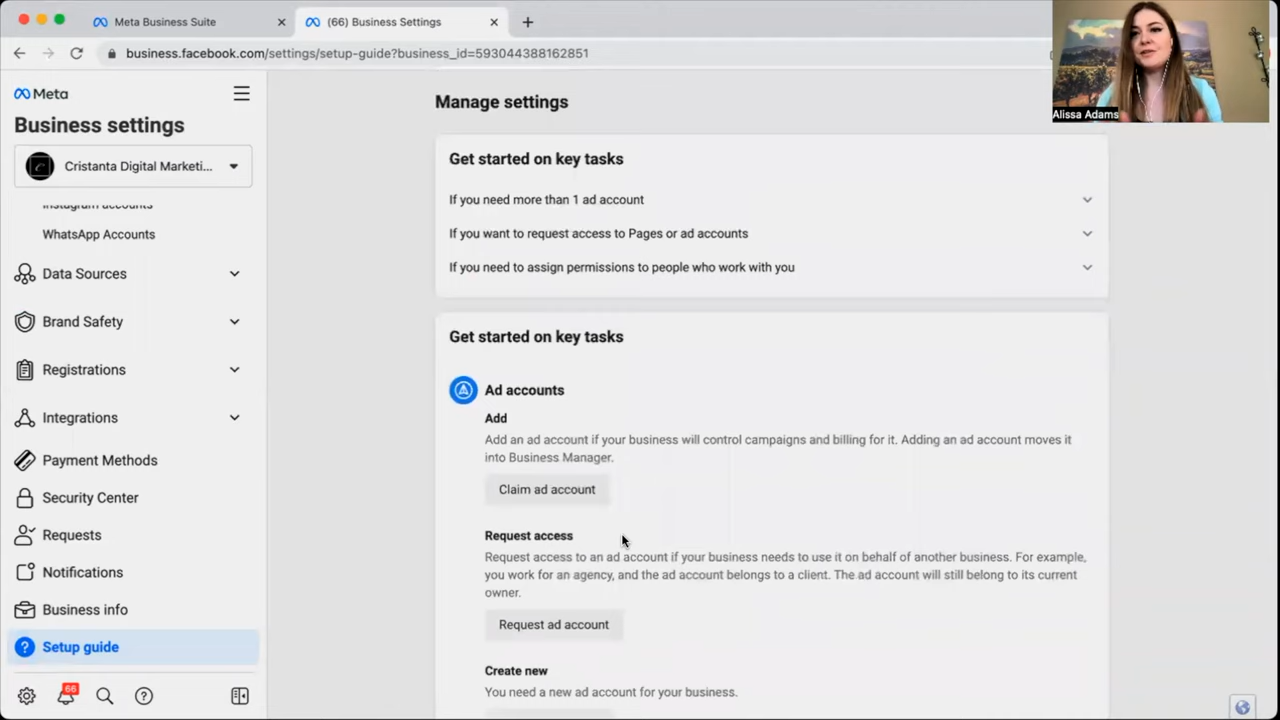 Meta Business Suite
(66) Business Settings
business.facebook.com/settings/setup-guide?business_id=593044388162851
Alissa Adams
Meta
Business settings
Cristanta Digital Marketi...
Instagram accounts
WhatsApp Accounts
Data Sources
Brand Safety
Registrations
Integrations
Payment Methods
Security Center
Requests
Notifications
Business info
Setup guide
66
Manage settings
Get started on key tasks
If you need more than 1 ad account
If you want to request access to Pages or ad accounts
If you need to assign permissions to people who work with you
Get started on key tasks
Ad accounts
Add
Add an ad account if your business will control campaigns and billing for it. Adding an ad account moves it
into Business Manager.
Claim ad account
Request access
Request access to an ad account if your business needs to use it on behalf of another business. For example,
you work for an agency, and the ad account belongs to a client. The ad account will still belong to its current
owner.
Request ad account
Create new
You need a new ad account for your business.